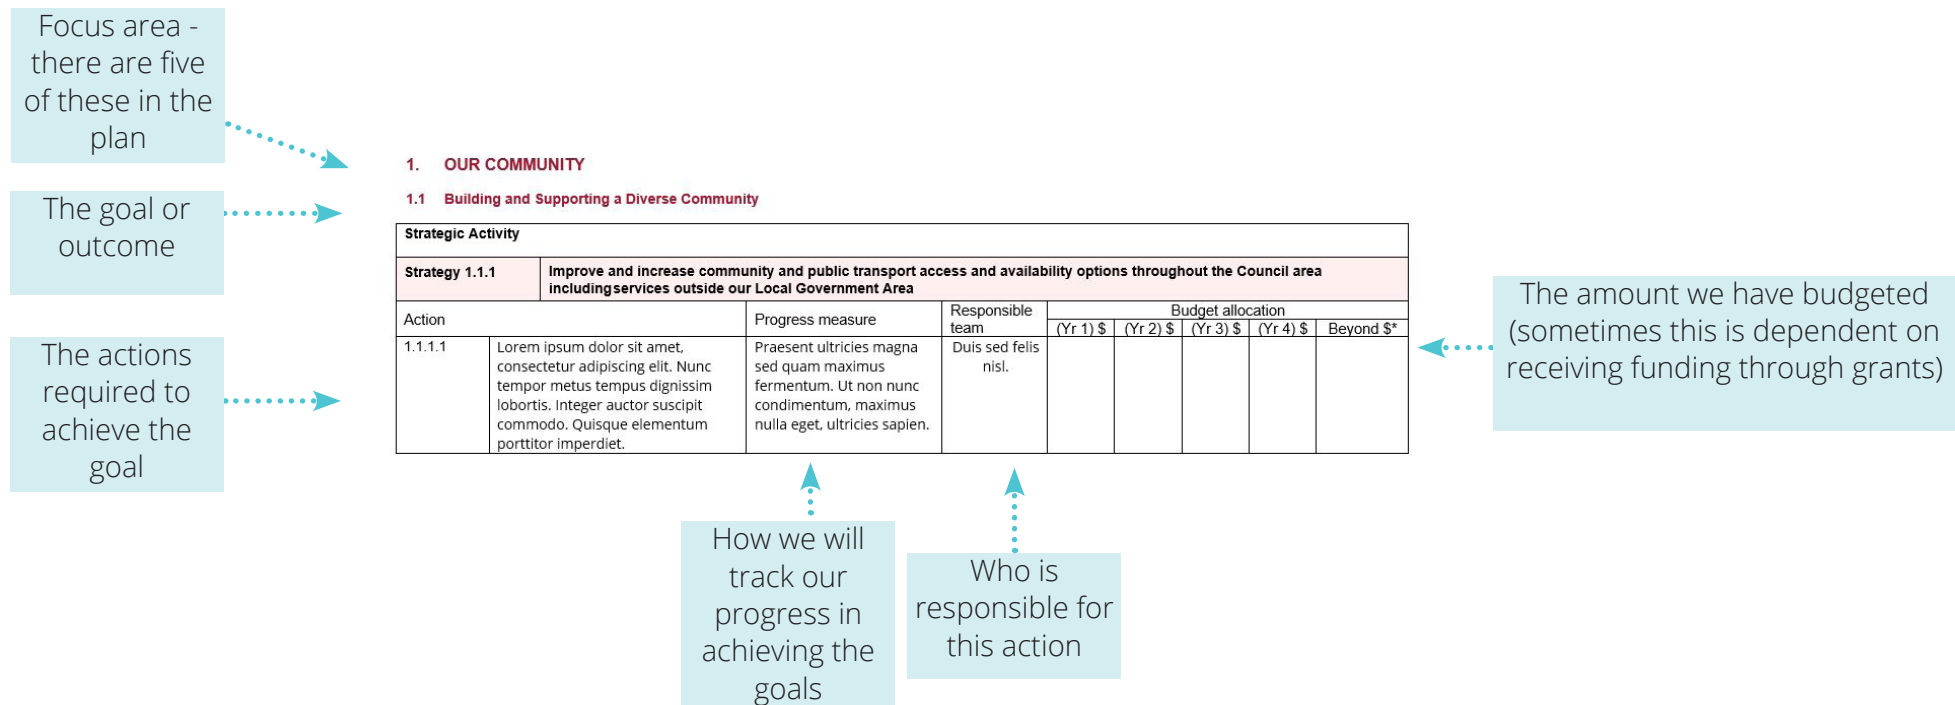 Focus area -
there are five
of these in the
plan
The goal or
outcome
The actions
required to
achieve the
goal
1. OUR COMMUNITY
1.1 Building and Supporting a Diverse Community
Strategic Activity
Strategy 1.1.1
Improve and increase community and public transport access and availability options throughout the Council area
includingservices outside our Local Government Area
Action
Progress measure
Responsible
team
Budget allocation
(Yr 1) $ (Yr 2) $ (Yr 3) $ (Yr 4) $ Beyond $*
1.1.1.1
Lorem ipsum dolor sit amet,
consectetur adipiscing elit. Nunc
tempor metus tempus dignissim
lobortis. Integer auctor suscipit
commodo. Quisque elementum
porttitor imperdiet.
Praesent ultricies magna
sed quam maximus
fermentum. Ut non nunc
condimentum, maximus
nulla eget, ultricies sapien.
Duis sed felis
nisl.
The amount we have budgeted
(sometimes this is dependent on
receiving funding through grants)
How we will
track our
progress in
achieving the
goals
Who is
responsible for
this action